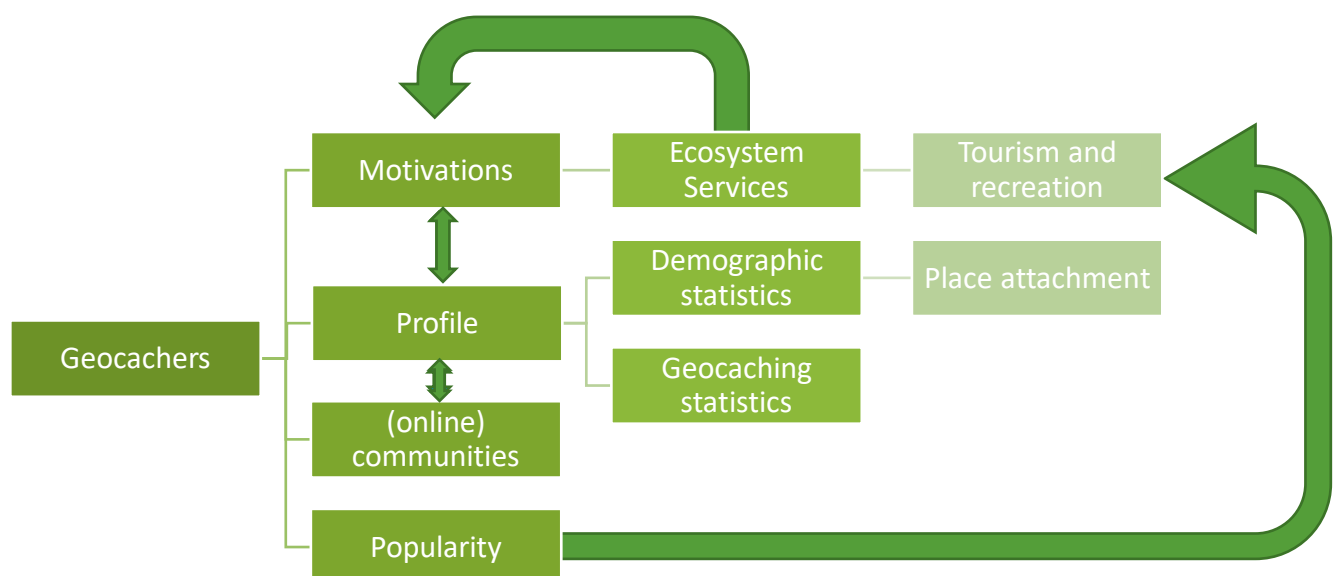 Motivations
Ecosystem
Services
Tourism and
recreation
Demographic
statistics
Place attachment
Profile
Geocachers
Geocaching
statistics
(online)
communities
Popularity